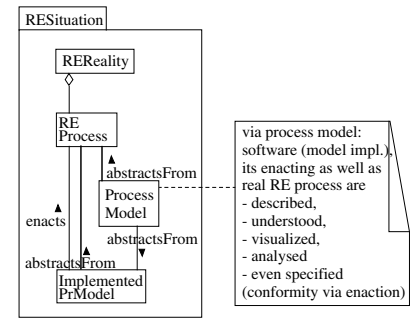 RESituation
REReality
RE
Process
abstractsFrom
Process
Model
enacts
abstractsFrom
abstractsFrom
Implemented
PrModel
via process model:
software (model impl.),
its enacting as well as
real RE process are
- described,
- understood,
- visualized,
- analysed
- even specified
(conformity via enaction)